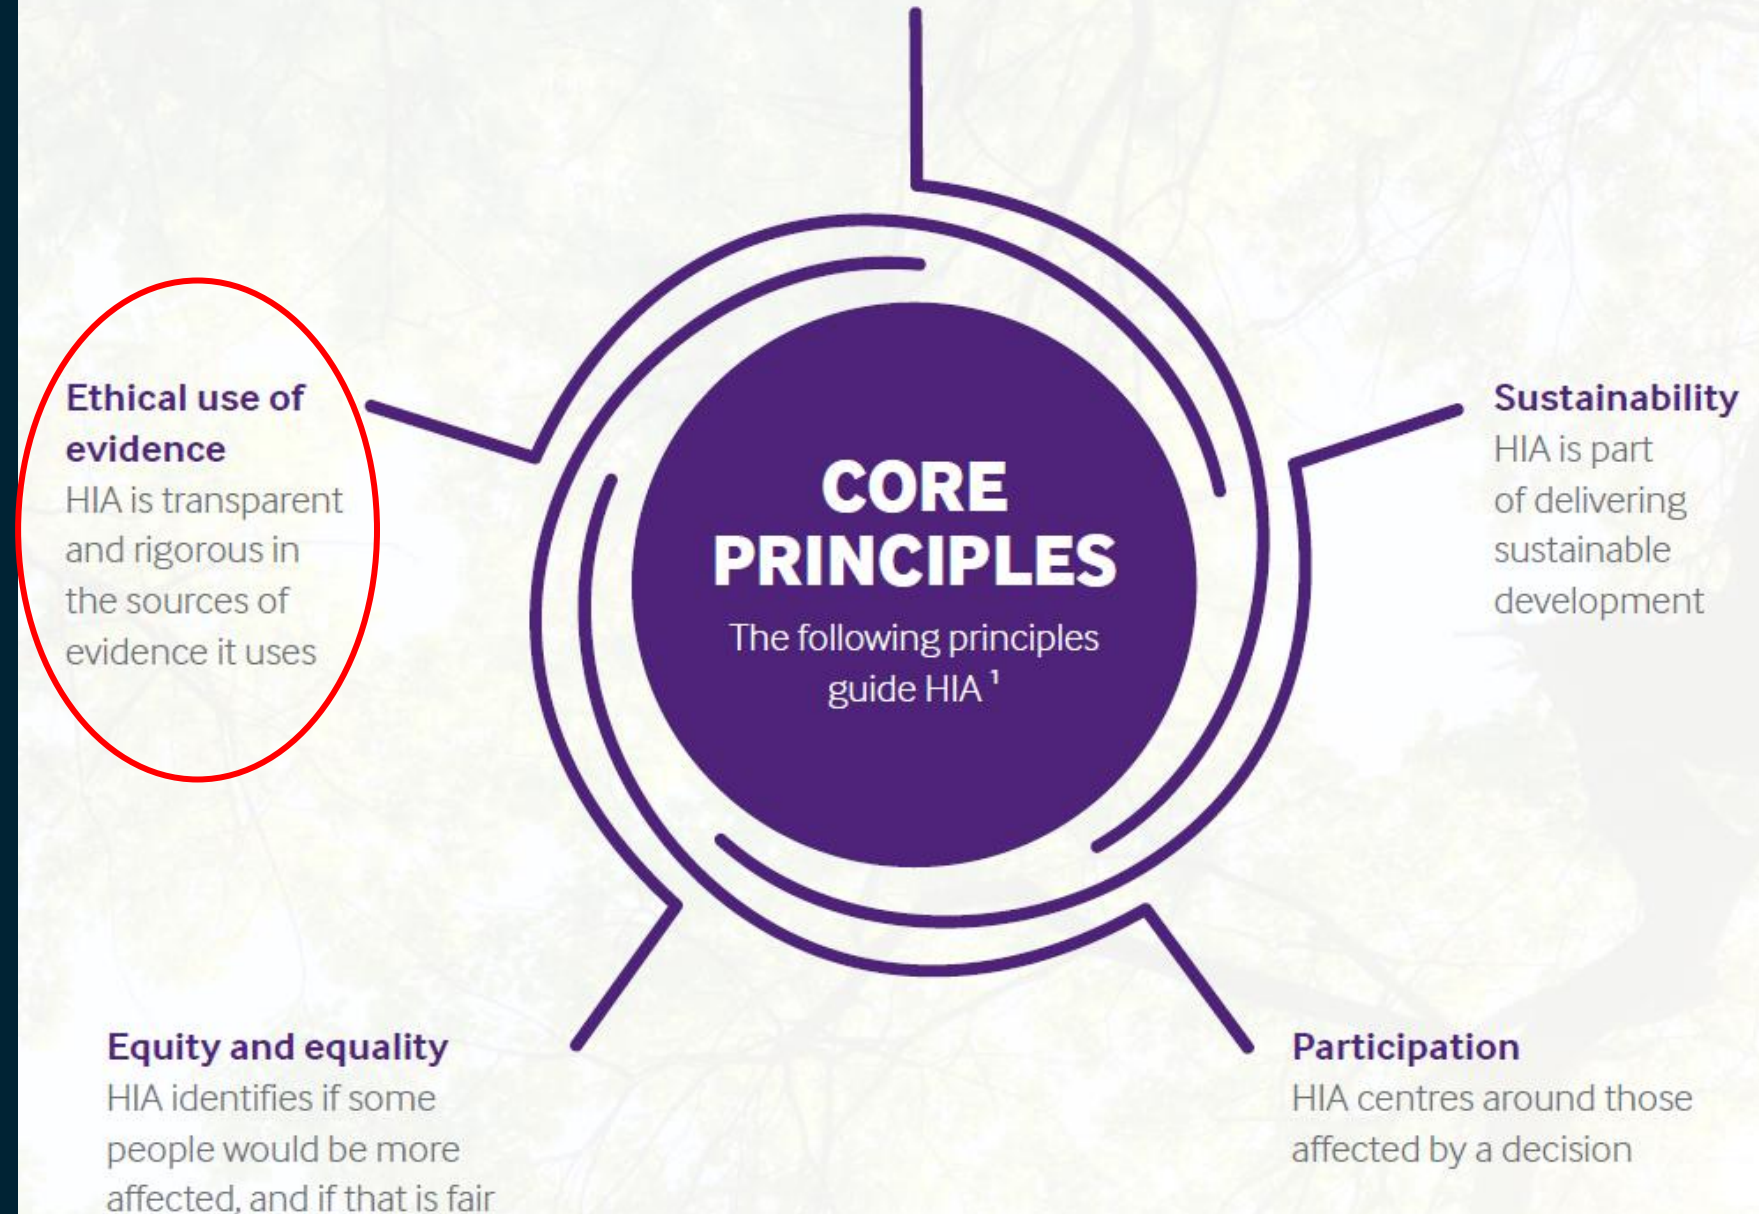 CORE
PRINCIPLES
The following principles
guide HIA ¹
Ethical use of
evidence
HIA is transparent
and rigorous in
the sources of
evidence it uses
Sustainability
HIA is part
of delivering
sustainable
development
Equity and equality
HIA identifies if some
people would be more
affected, and if that is fair
Participation
HIA centres around those
affected by a decision